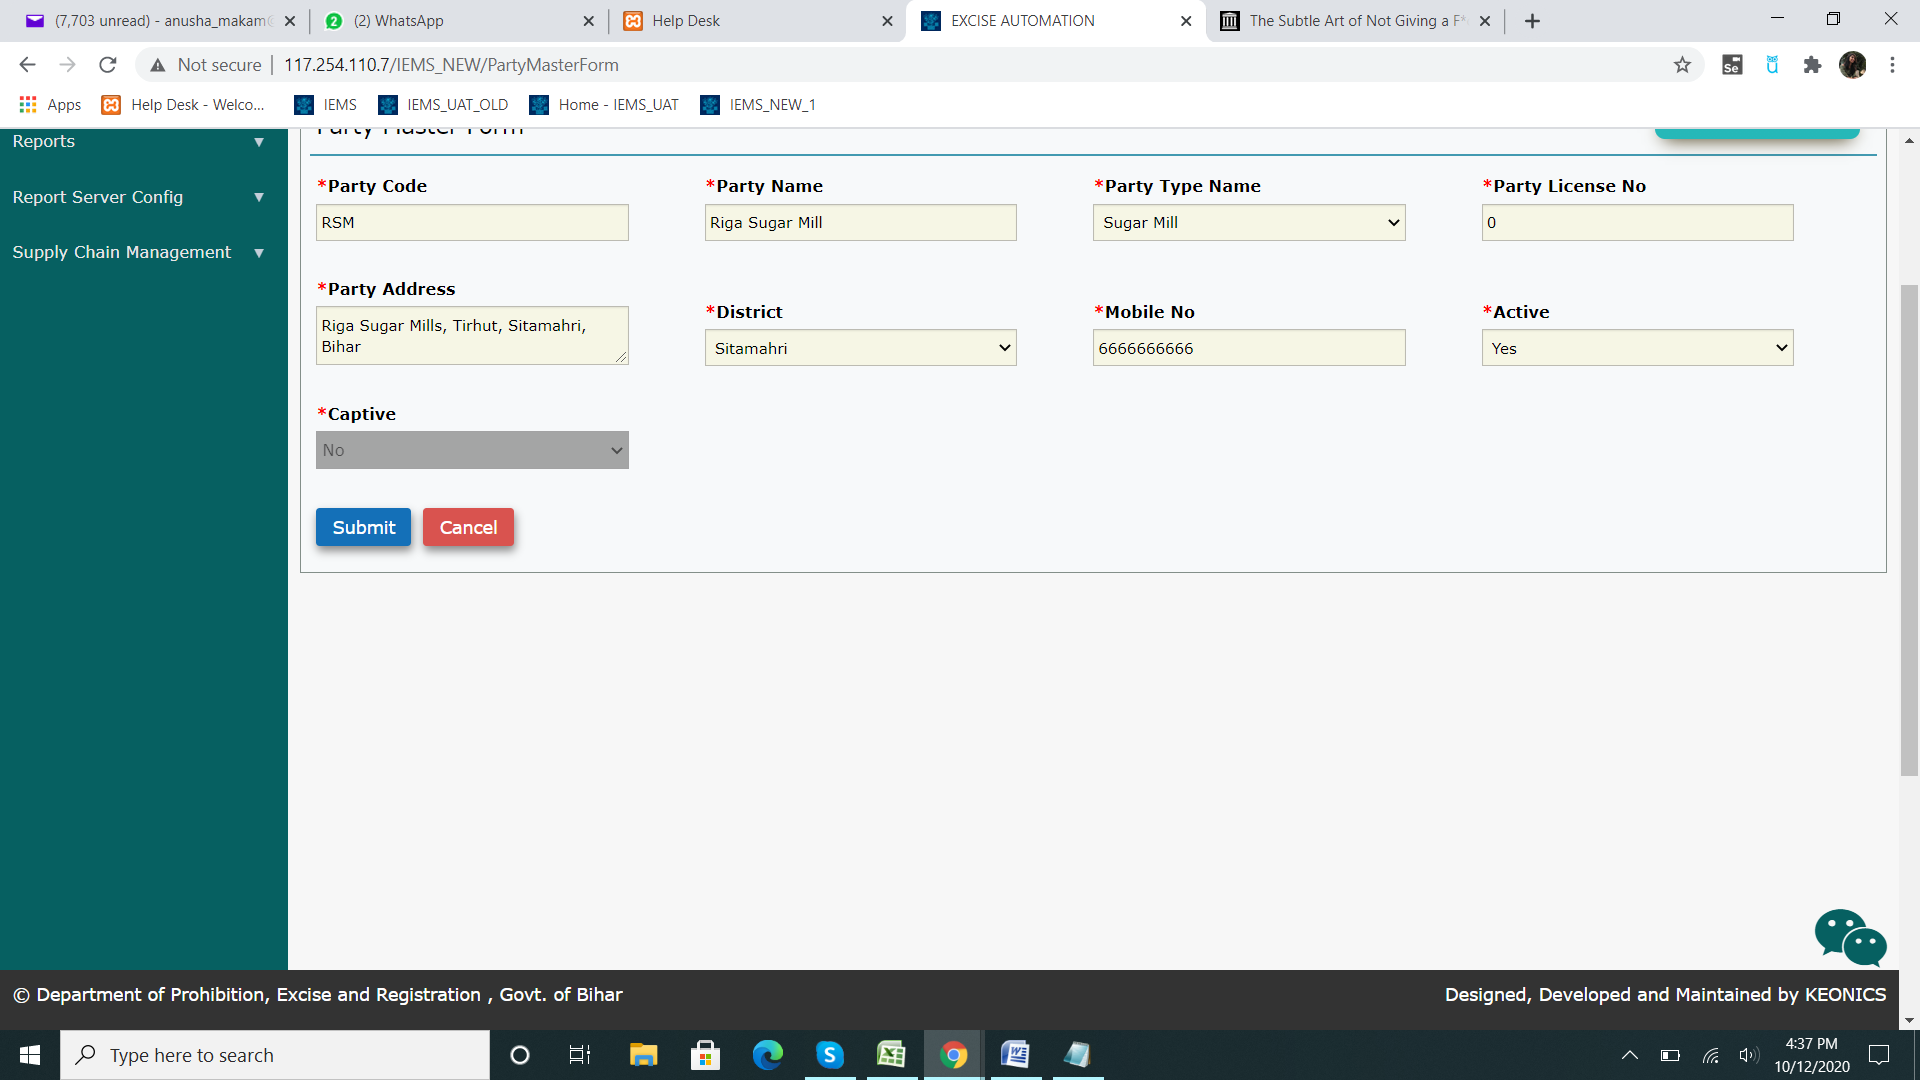 (7,703 unread) - anusha_makam@
(2) WhatsApp
Help Desk
EXCISE AUTOMATION
The Subtle Art of Not Giving a F*
Not secure
117.254.110.7/IEMS_NEW/PartyMasterForm
Se
Apps
Help Desk - Welco...
IEMS
IEMS_UAT_OLD
Home - IEMS_UAT
IEMS_NEW_1
Party Master Form
Reports
Report Server Config
Supply Chain Management
*Party Code
*Party Name
*Party Type Name
*Party License No
RSM
Riga Sugar Mill
Sugar Mill
0
*Party Address
*District
*Mobile No
*Active
Riga Sugar Mills, Tirhut, Sitamahri,
Bihar
Sitamahri
6666666666
Yes
*Captive
No
Submit
Cancel
© Department of Prohibition, Excise and Registration , Govt. of Bihar
Designed, Developed and Maintained by KEONICS
Type here to search
4:37 PM
10/12/2020